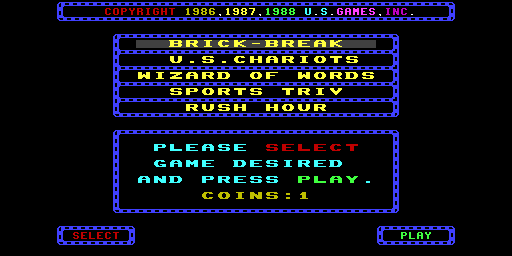 COPYRIGHT 1986,1987,1988 U.S.GAMES,INC.
BRICK-BREAK
U.S.CHARIOTS
WIZARD OF WORDS
SPORTS TRIV
RUSH HOUR
PLEASE SELECT
GAME DESIRED
AND PRESS PLAY.
COINS:1
SELECT PLAY